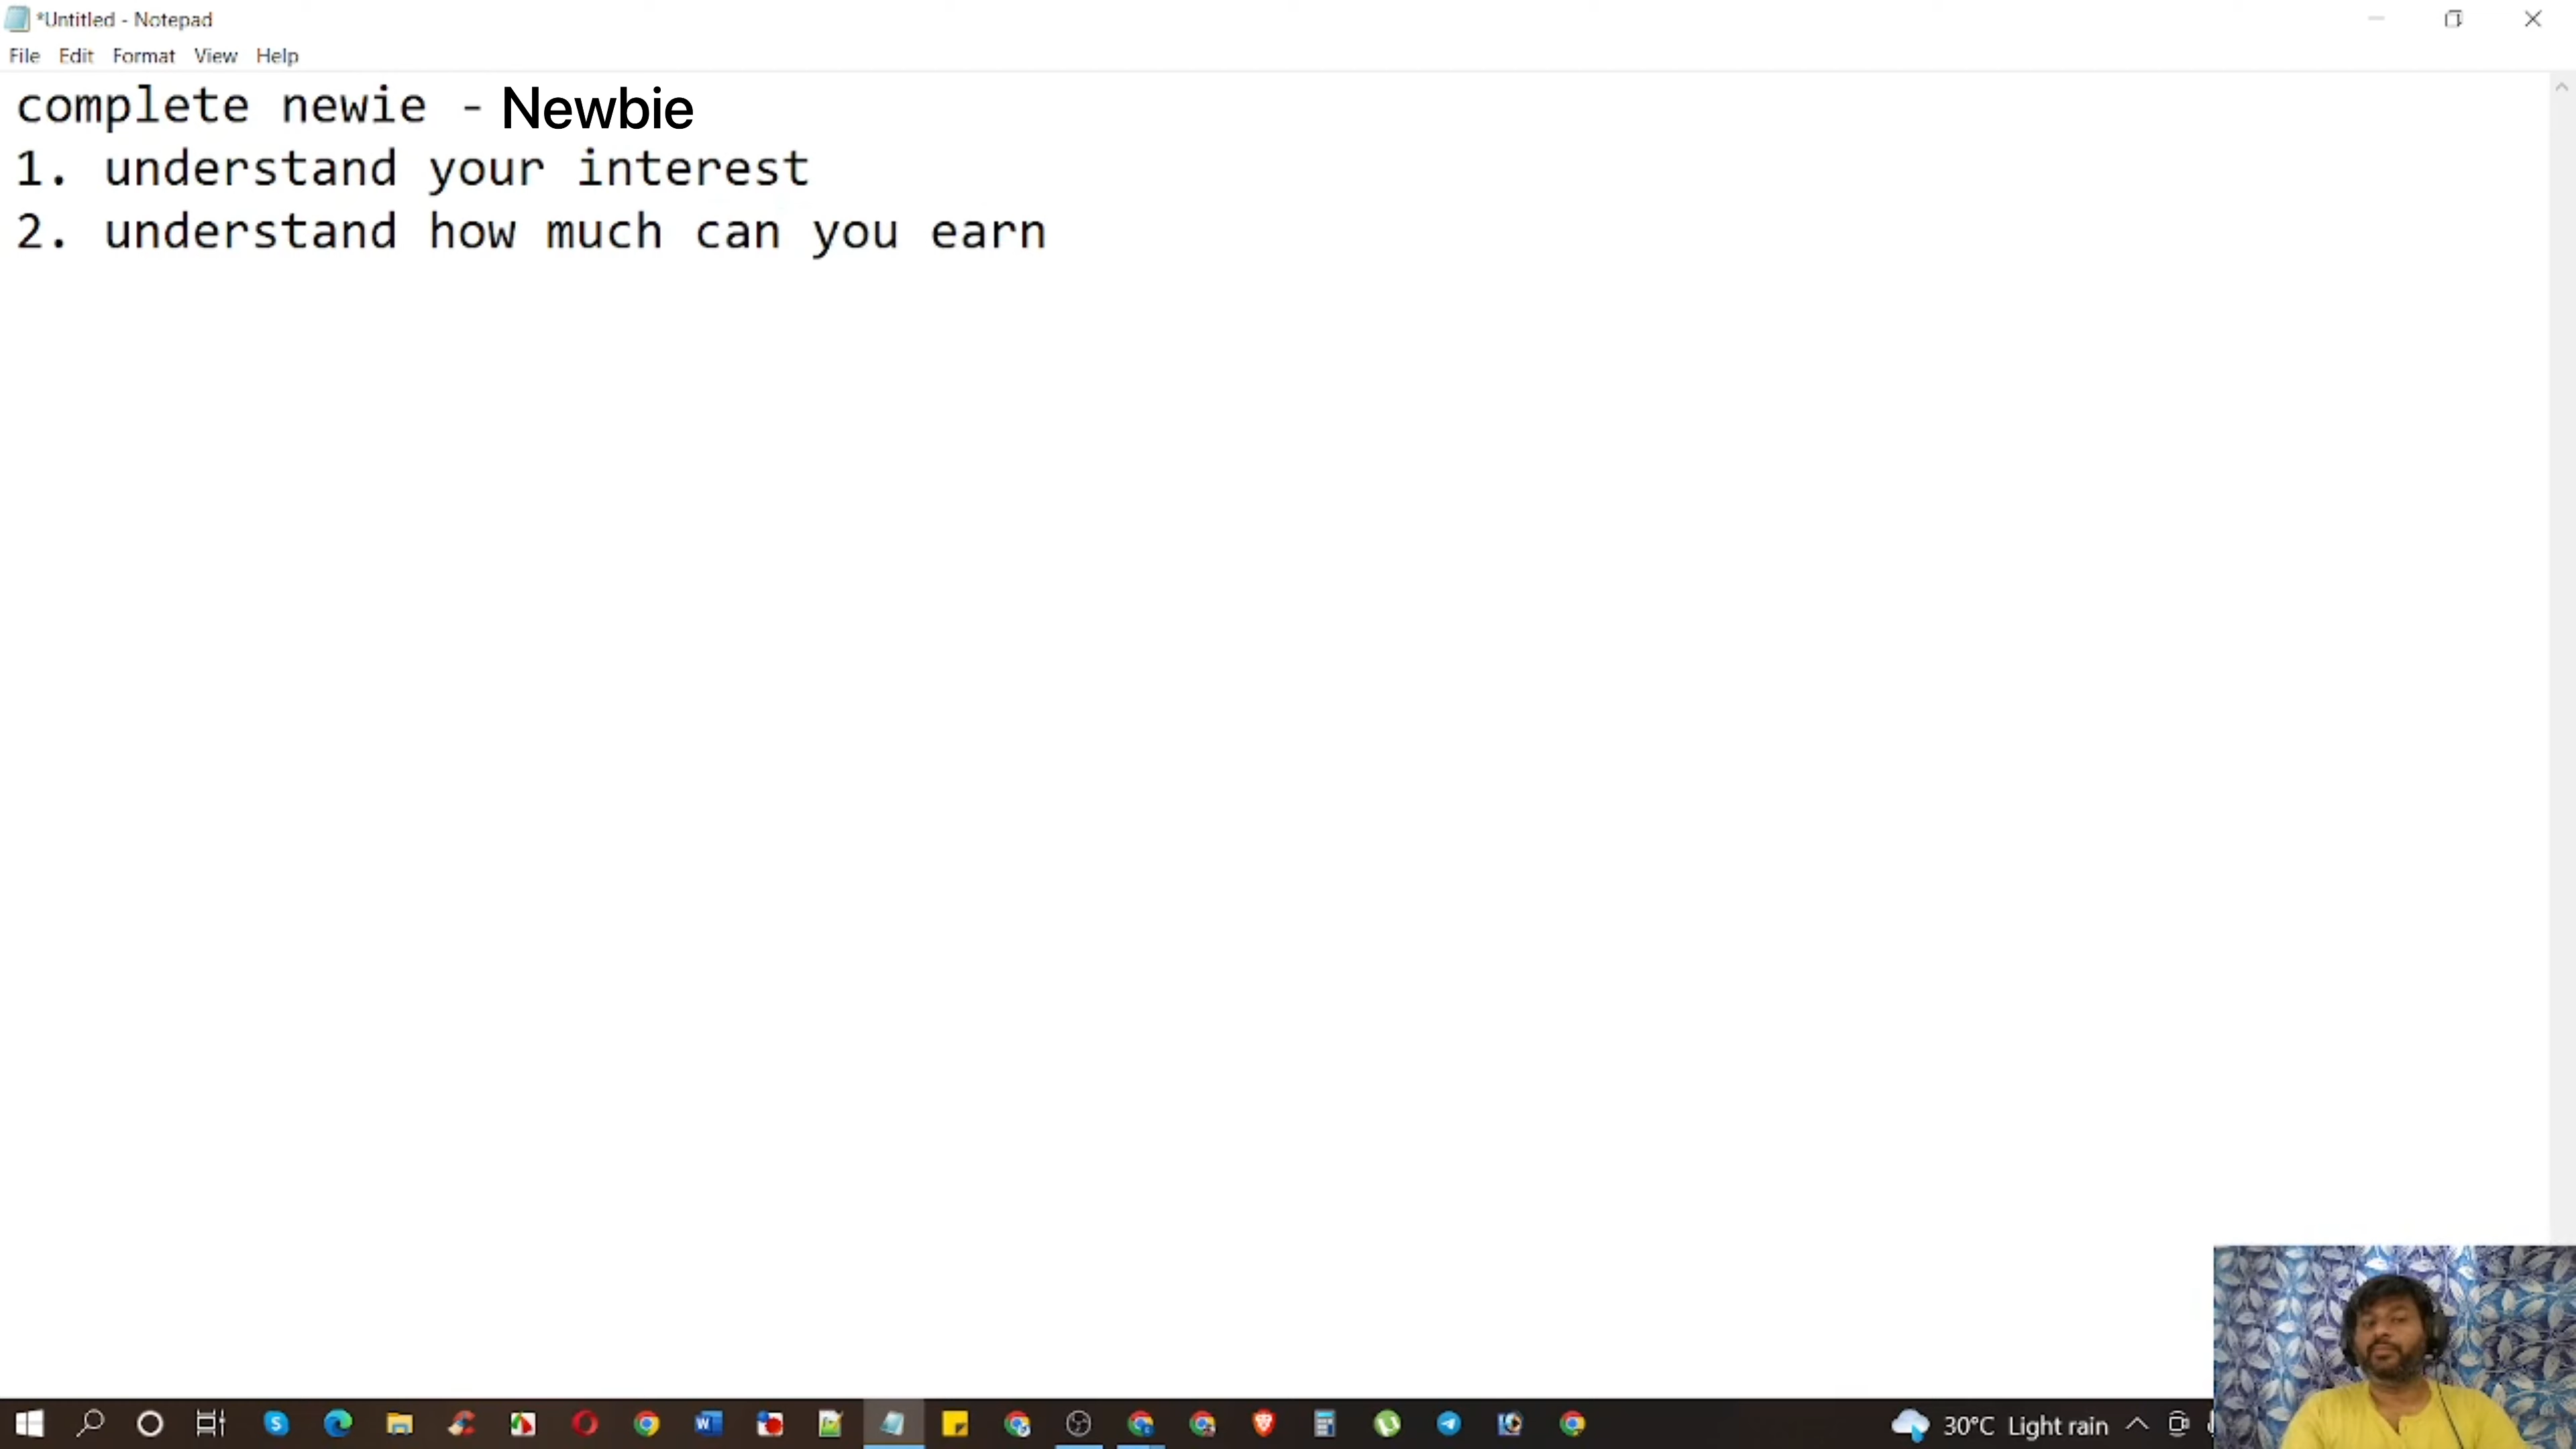 *Untitled - Notepad
File Edit Format View Help
complete newie - Newbie
1. understand your interest
2. understand how much can you earn
30°C Light rain